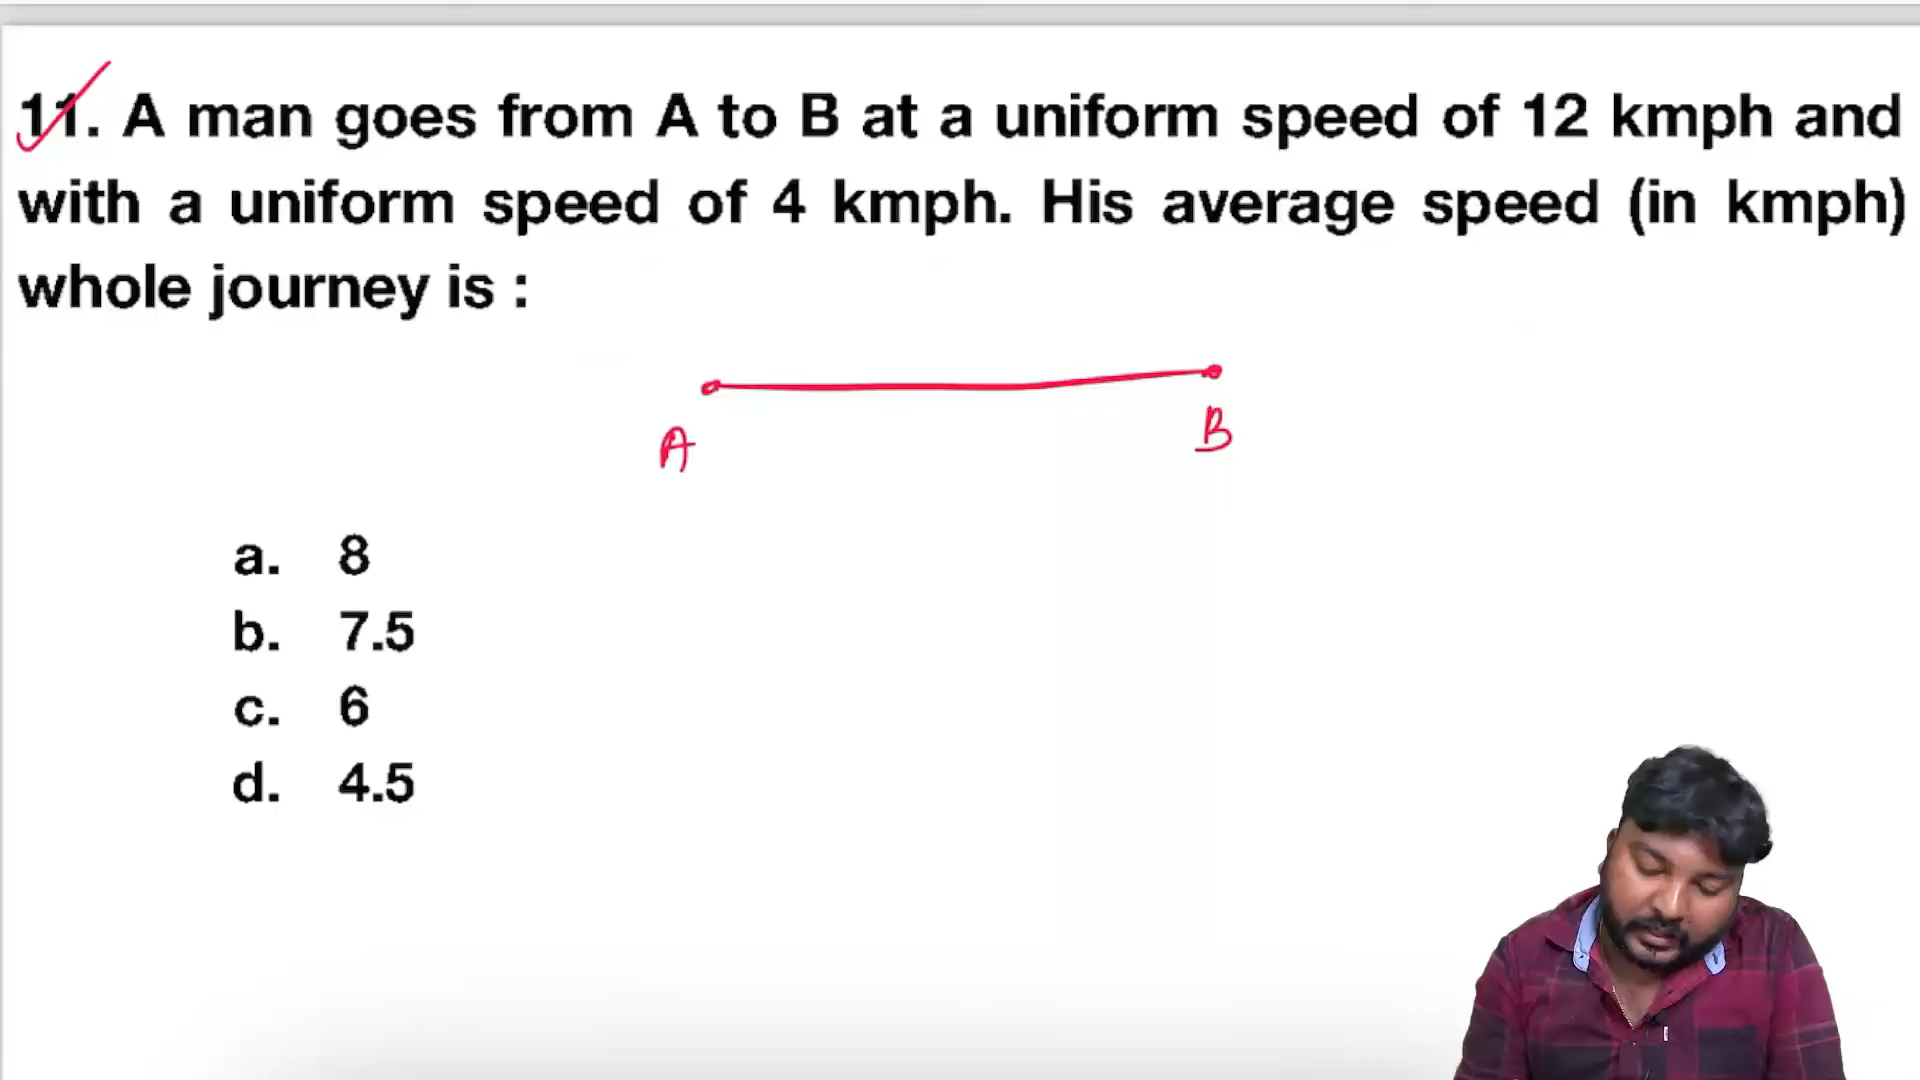 11. A man goes from A to B at a uniform speed of 12 kmph and
with a uniform speed of 4 kmph. His average speed (in kmph)
whole journey is :
A
B
a. 8
b. 7.5
c. 6
d. 4.5